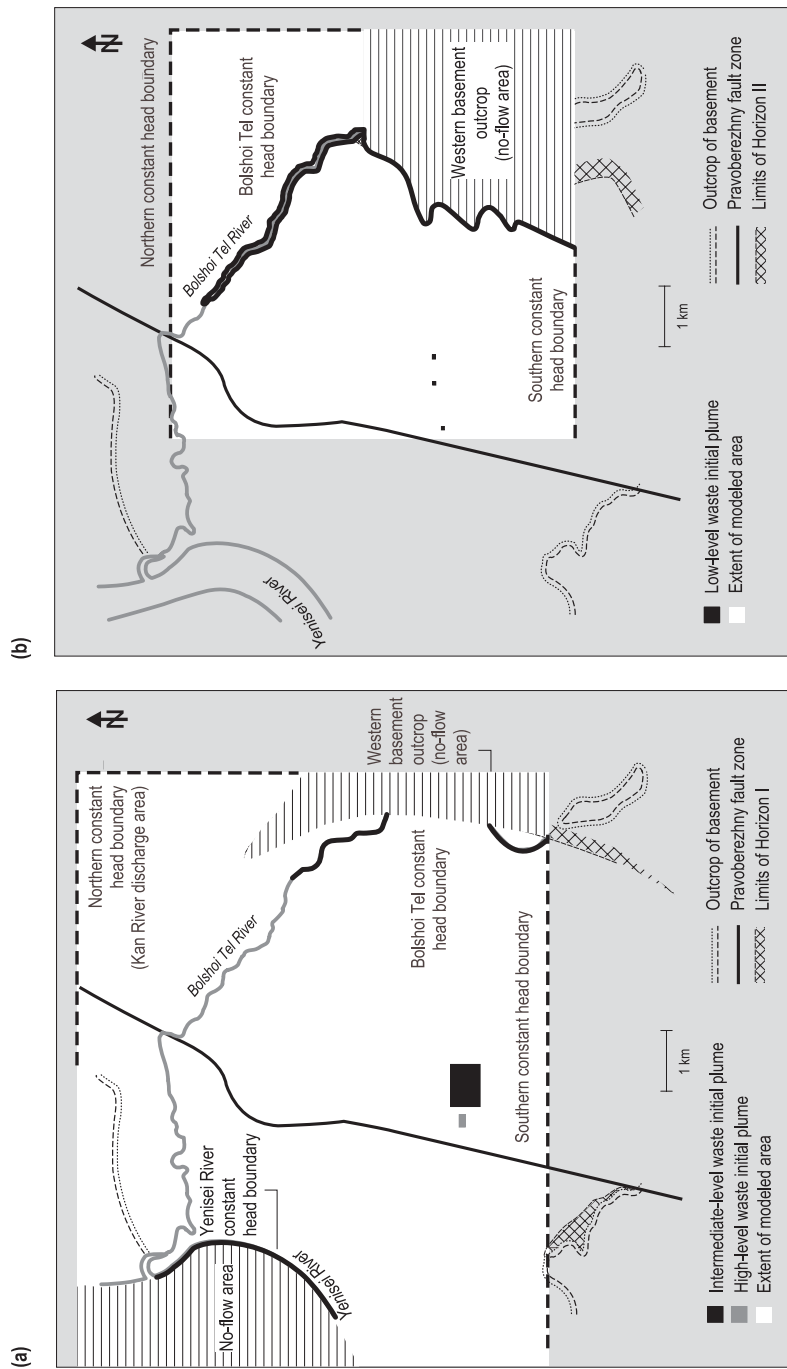 (a)
N
Northern constant
head boundary
(Kan River discharge area)
Western
basement
outcrop
(no-flow
area)
Bolshoi Tel River
Bolshoi Tel constant
head boundary
Yenisei River
constant
head boundary
No-flow area
Yenisei River
Southern constant head boundary
1 km
Intermediate-level waste initial plume
High-level waste initial plume
Extent of modeled area
Outcrop of basement
Pravoberezhny fault zone
Limits of Horizon I
(b)
N
Northern constant head boundary
Bolshoi Tel constant
head boundary
Bolshoi Tel River
Western basement
outcrop
(no-flow area)
Yenisei River
Southern constant
head boundary
1 km
Low-level waste initial plume
Extent of modeled area
Outcrop of basement
Pravoberezhny fault zone
Limits of Horizon II